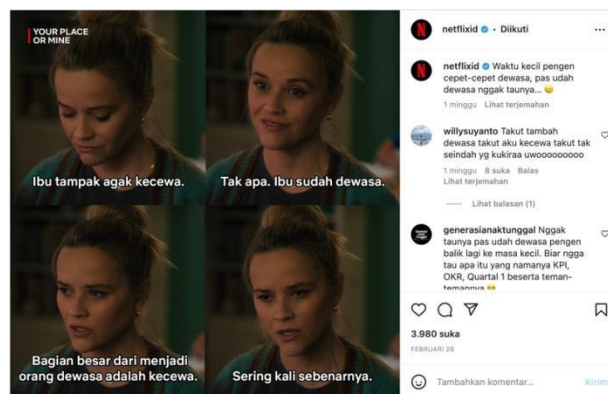 YOUR PLACE
OR MINE
Ibu tampak agak kecewa.
Tak apa. Ibu sudah dewasa.
Bagian besar dari menjadi
orang dewasa adalah kecewa.
Sering kali sebenarnya.
netflixid • Diikuti
netflixid Waktu kecil pengen
cepet-cepet dewasa, pas udah
dewasa nggak taunya... 😄
1 minggu Lihat terjemahan
willysuyanto Takut tambah
dewasa takut aku kecewa takut tak
seindah yg kukiraa uwooooooooo
1 minggu 8 suka Balas
Lihat terjemahan
Lihat balasan (1)
generasianaktunggal Nggak
taunya pas udah dewasa pengen
balik lagi ke masa kecil. Biar ngga
tau apa itu yang namanya KPI,
OKR, Quartal 1 beserta teman-
temannya
3.980 suka
FEBRUARI 28
Tambahkan komentar...
Kirim